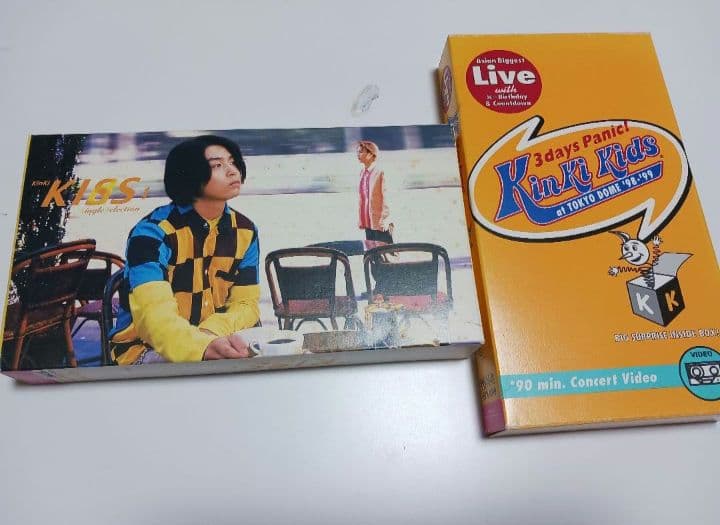 KinKi
KISS
Single Selection
Asian Biggest
Live
with
X-Birthday
& Countdown
3days Panic!
KinKi Kids
at TOKYO DOME '98-'99
K K
BIG SURPRISE INSIDE BOX
VIDEO
*90 min. Concert Video